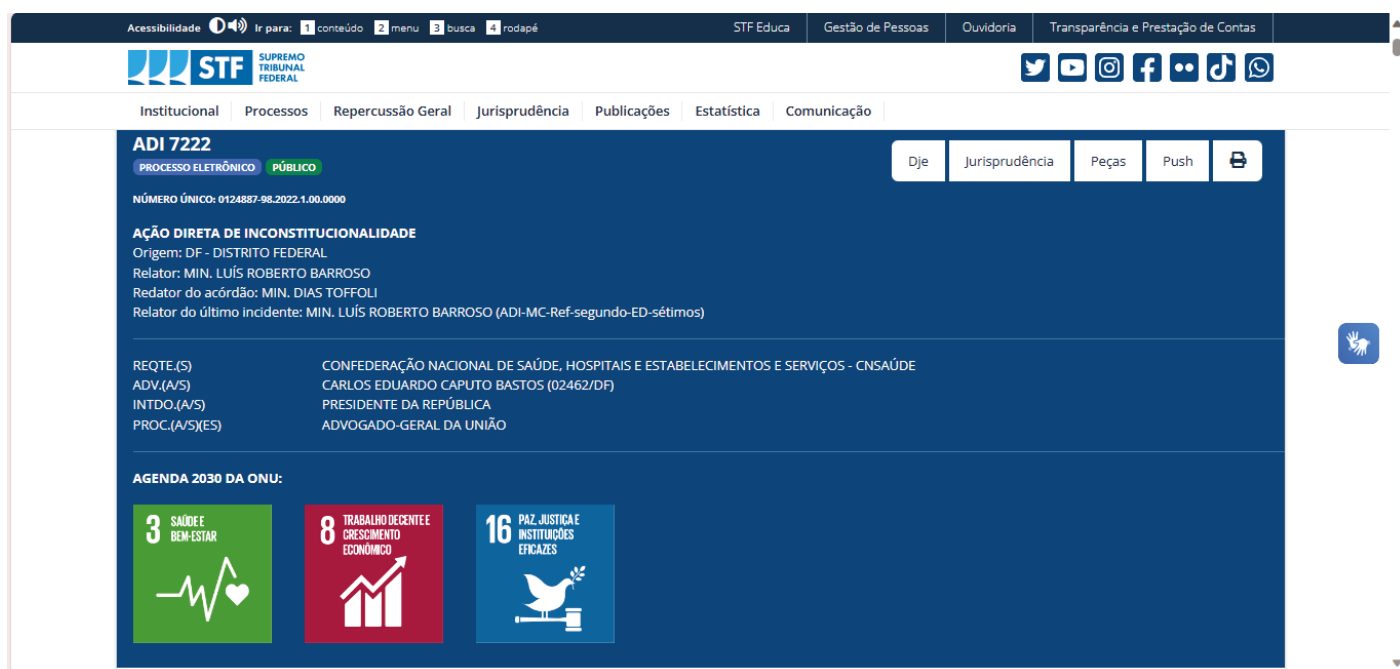 Acessibilidade Ir para: 1 conteúdo 2 menu 3 busca 4 rodapé STF Educa Gestão de Pessoas Ouvidoria Transparência e Prestação de Contas
STF SUPREMO
TRIBUNAL
FEDERAL
Institucional Processos Repercussão Geral Jurisprudência Publicações Estatística Comunicação
ADI 7222
PROCESSO ELETRÔNICO PÚBLICO
Dje Jurisprudência Peças Push
NÚMERO ÚNICO: 0124887-98.2022.1.00.0000
AÇÃO DIRETA DE INCONSTITUCIONALIDADE
Origem: DF - DISTRITO FEDERAL
Relator: MIN. LUÍS ROBERTO BARROSO
Redator do acórdão: MIN. DIAS TOFFOLI
Relator do último incidente: MIN. LUÍS ROBERTO BARROSO (ADI-MC-Ref-segundo-ED-sétimos)
REQTE.(S) CONFEDERAÇÃO NACIONAL DE SAÚDE, HOSPITAIS E ESTABELECIMENTOS E SERVIÇOS - CNSAÚDE
ADV.(A/S) CARLOS EDUARDO CAPUTO BASTOS (02462/DF)
INTDO.(A/S) PRESIDENTE DA REPÚBLICA
PROC.(A/S)(ES) ADVOGADO-GERAL DA UNIÃO
AGENDA 2030 DA ONU:
3 SAÚDE E
BEM-ESTAR
8 TRABALHO DECENTE E
CRESCIMENTO
ECONÔMICO
16 PAZ, JUSTIÇA E
INSTITUIÇÕES
EFICAZES